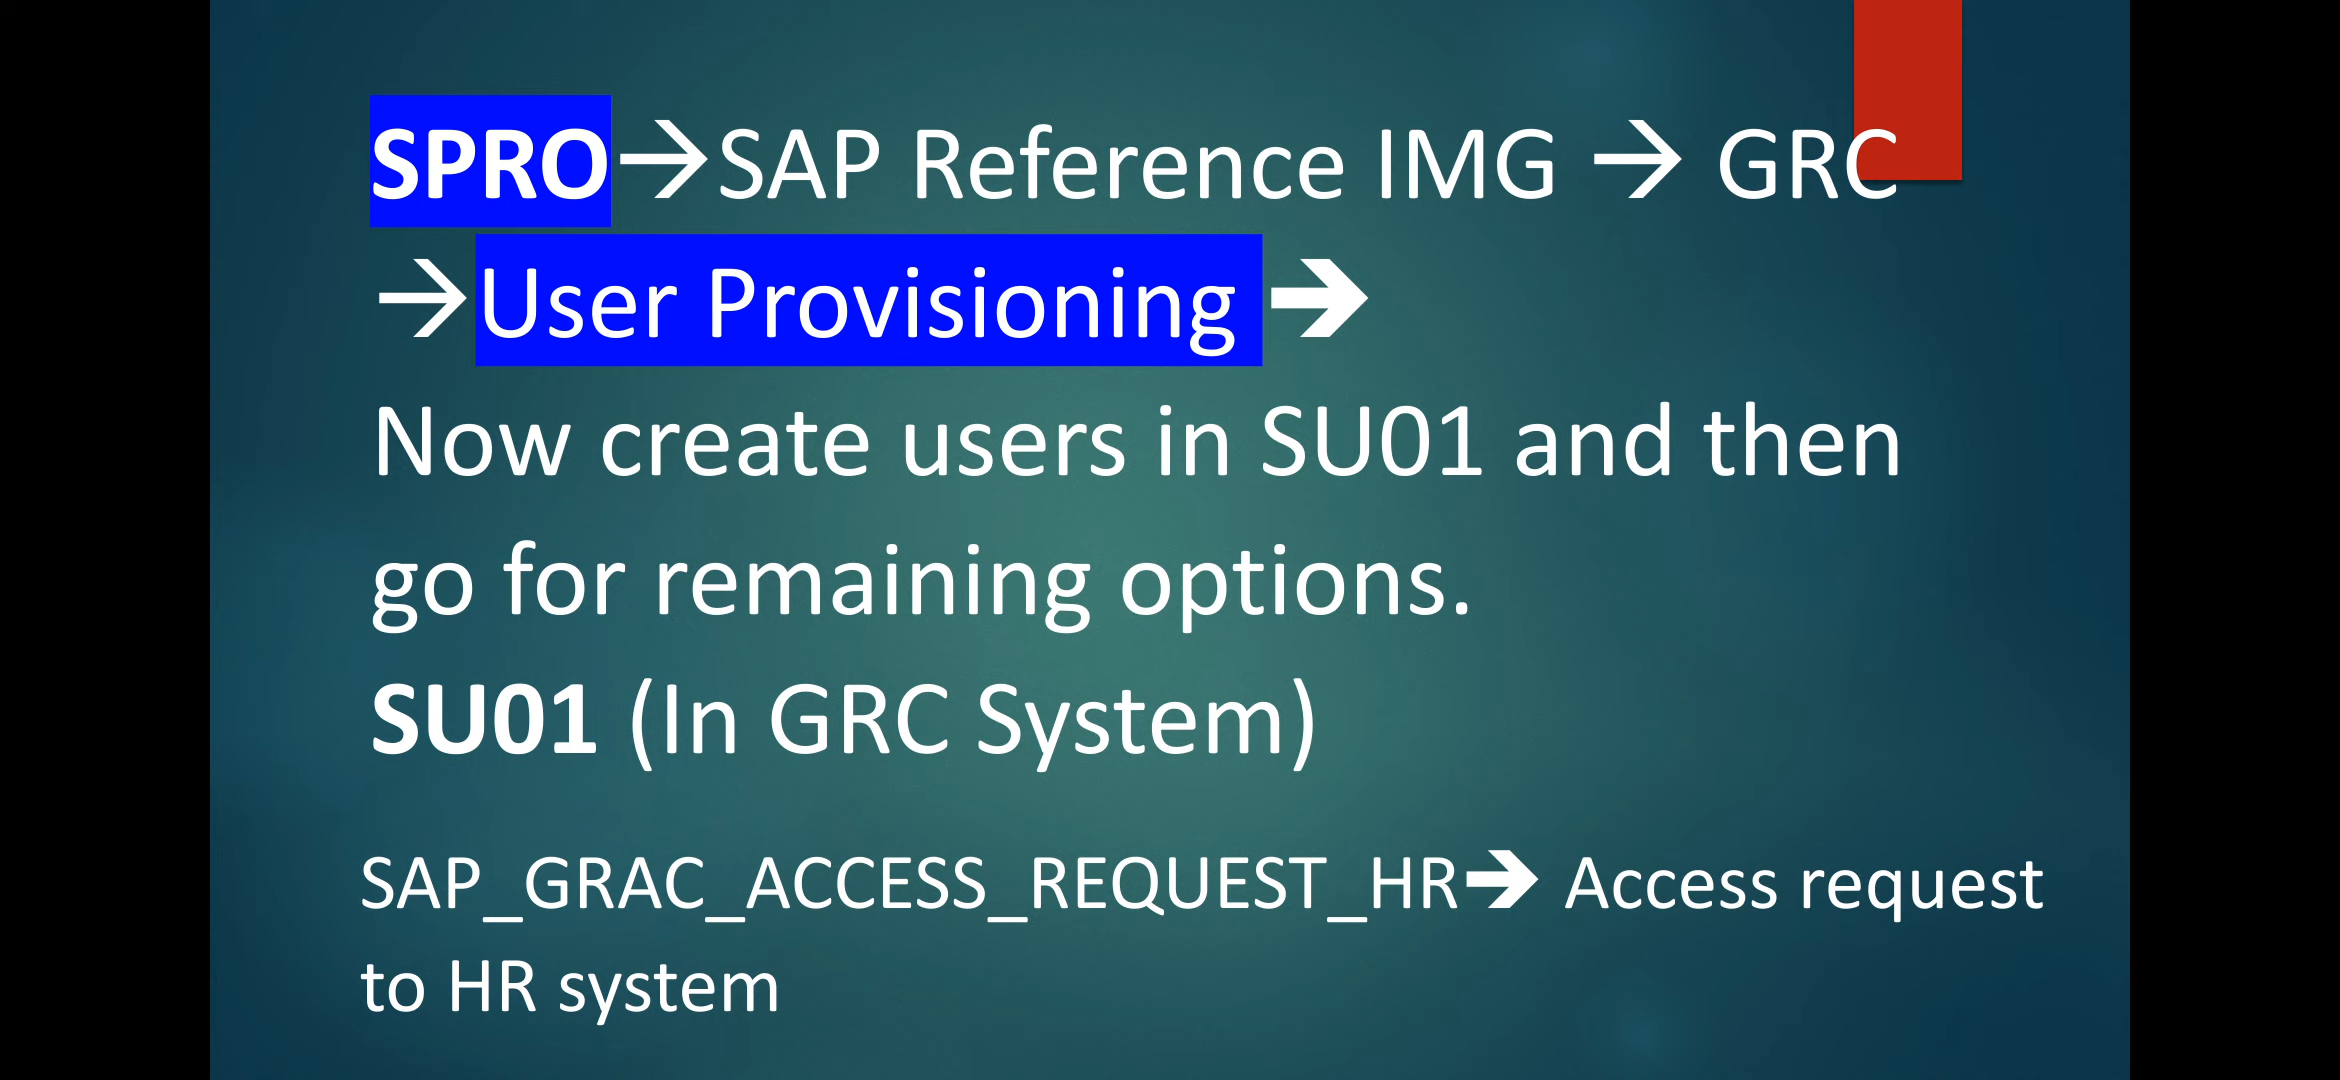 SPRO→SAP Reference IMG → GRC
→User Provisioning ➔
Now create users in SU01 and then
go for remaining options.
SU01 (In GRC System)
SAP_GRAC_ACCESS_REQUEST_HR➔ Access request
to HR system